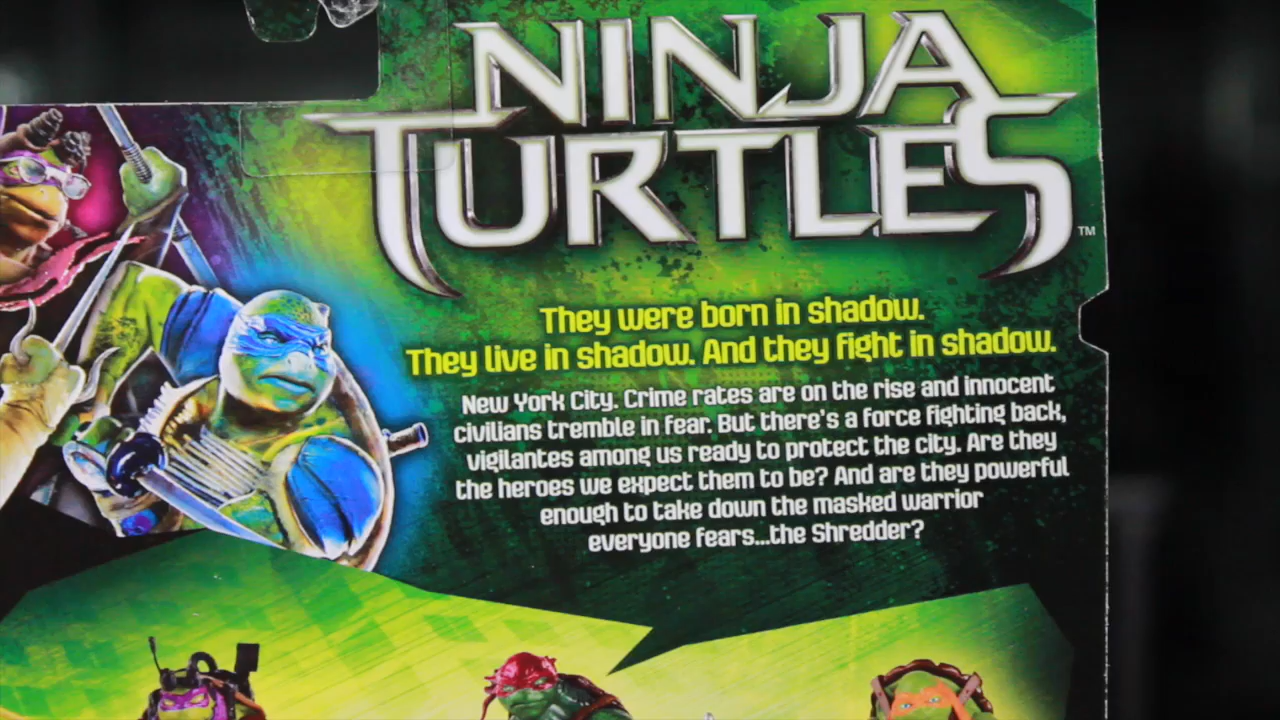 NINJA
TURTLES
TM
They were born in shadow.
They live in shadow. And they fight in shadow.
New York City. Crime rates are on the rise and innocent
civilians tremble in fear. But there's a force fighting back,
vigilantes among us ready to protect the city. Are they
the heroes we expect them to be? And are they powerful
enough to take down the masked warrior
everyone fears...the Shredder?